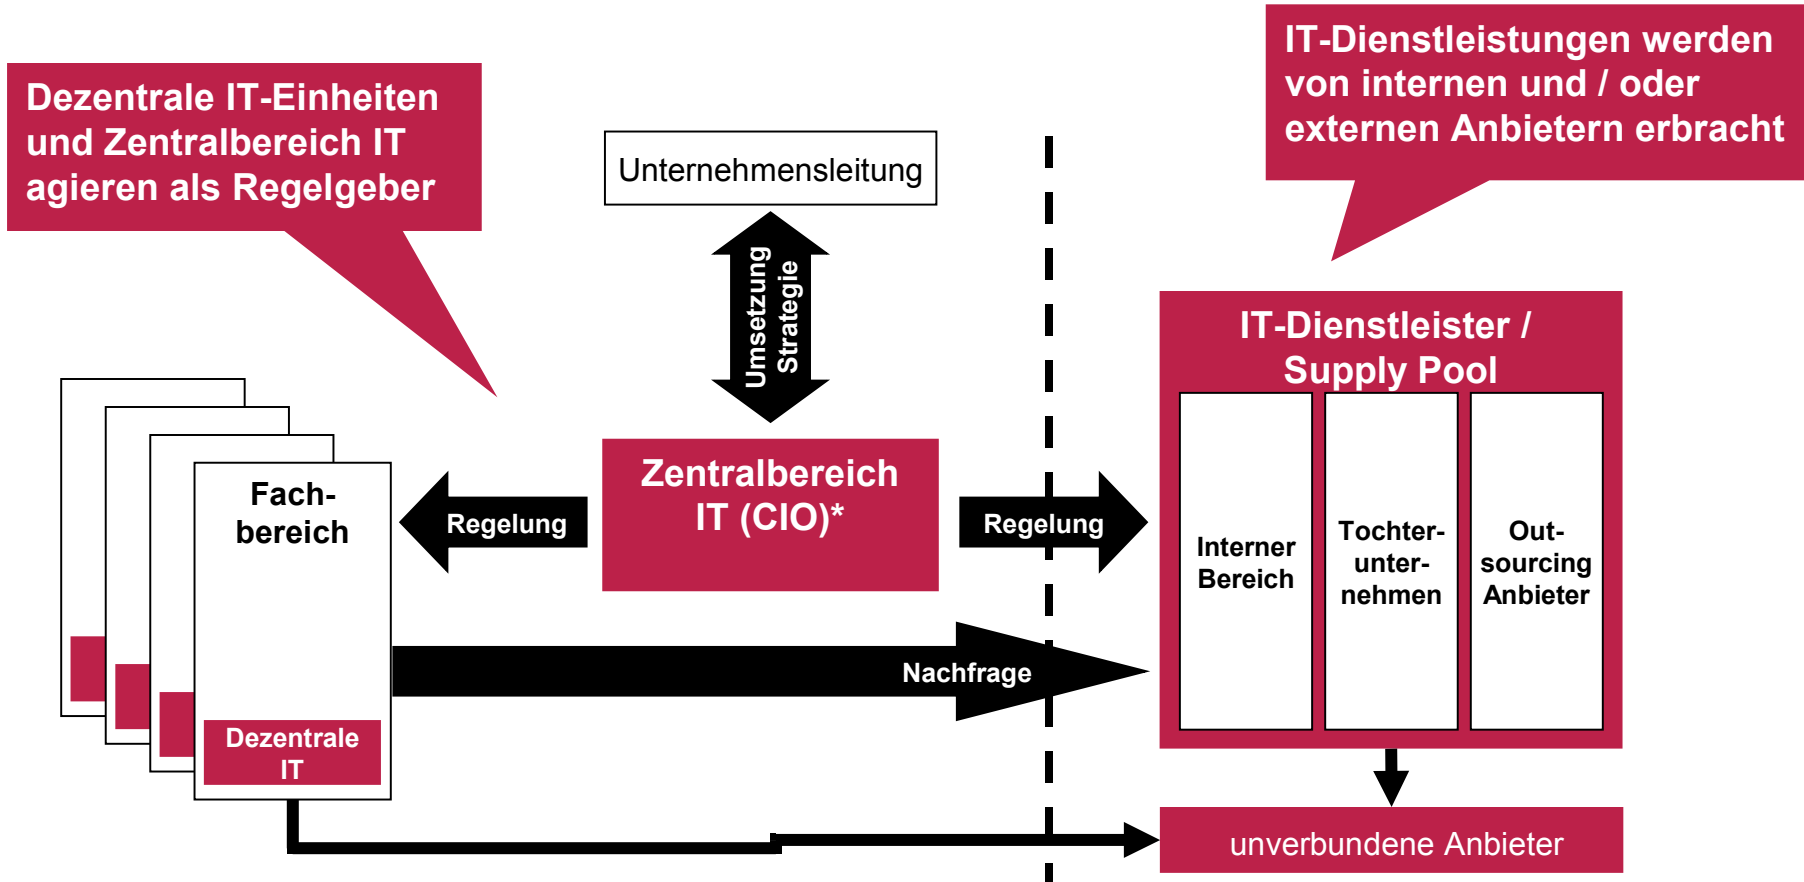 Dezentrale IT-Einheiten
und Zentralbereich IT
agieren als Regelgeber
IT-Dienstleistungen werden
von internen und / oder
externen Anbietern erbracht
Unternehmensleitung
Umsetzung
Strategie
Zentralbereich
IT (CIO)*
Regelung
Regelung
Fach-
bereich
Dezentrale
IT
Nachfrage
IT-Dienstleister /
Supply Pool
Interner
Bereich
Tochter-
unter-
nehmen
Out-
sourcing
Anbieter
unverbundene Anbieter